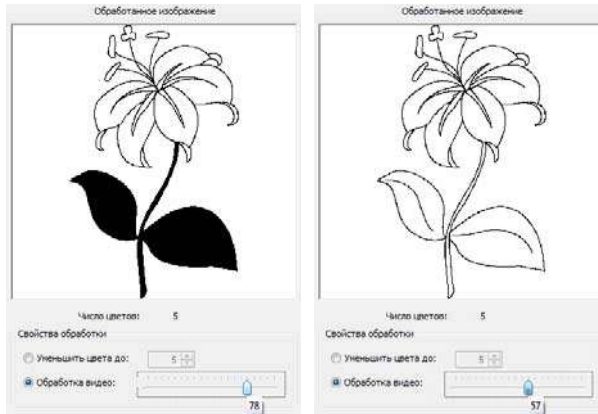 Обработанное изображение
Число цветов: 5
Свойства обработки
Уменьшить цвета до: 5
Обработка видео:
78
Обработанное изображение
Число цветов: 5
Свойства обработки
Уменьшить цвета до: 5
Обработка видео:
57